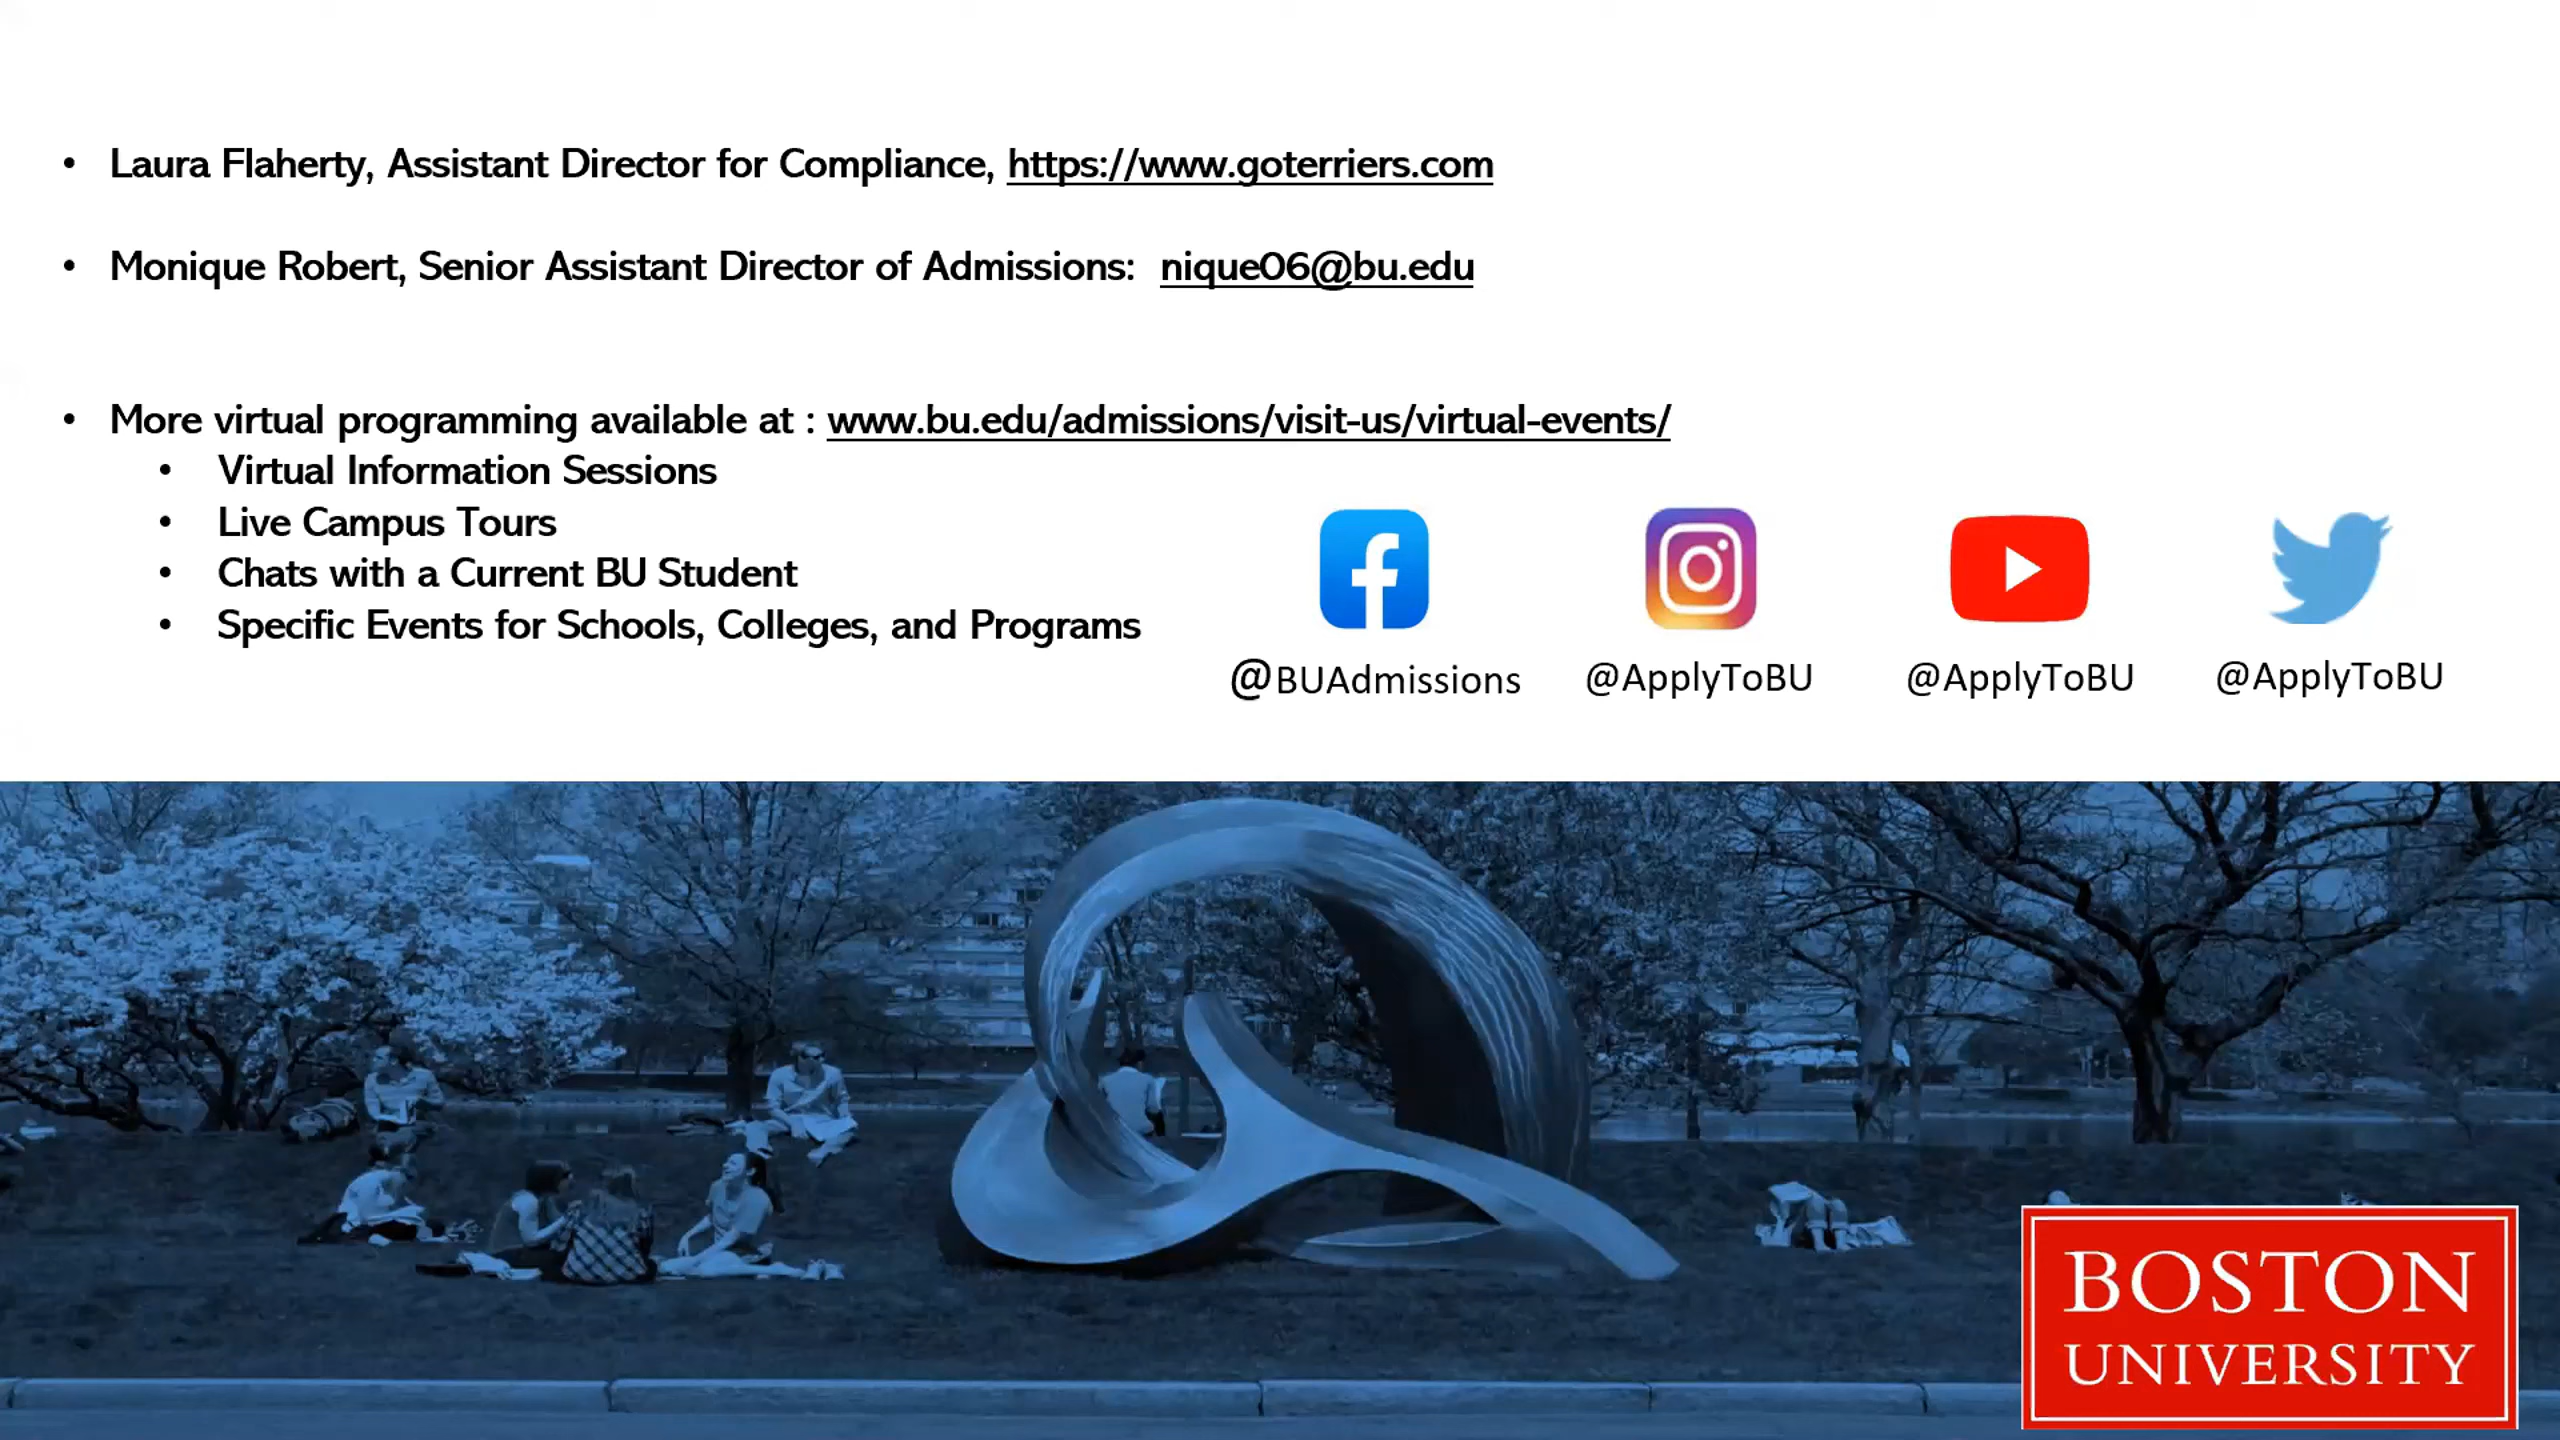 • Laura Flaherty, Assistant Director for Compliance, https://www.goterriers.com
• Monique Robert, Senior Assistant Director of Admissions: nique06@bu.edu
• More virtual programming available at : www.bu.edu/admissions/visit-us/virtual-events/
• Virtual Information Sessions
• Live Campus Tours
• Chats with a Current BU Student
• Specific Events for Schools, Colleges, and Programs
@BUAdmissions
@ApplyToBU
@ApplyToBU
@ApplyToBU
BOSTON
UNIVERSITY